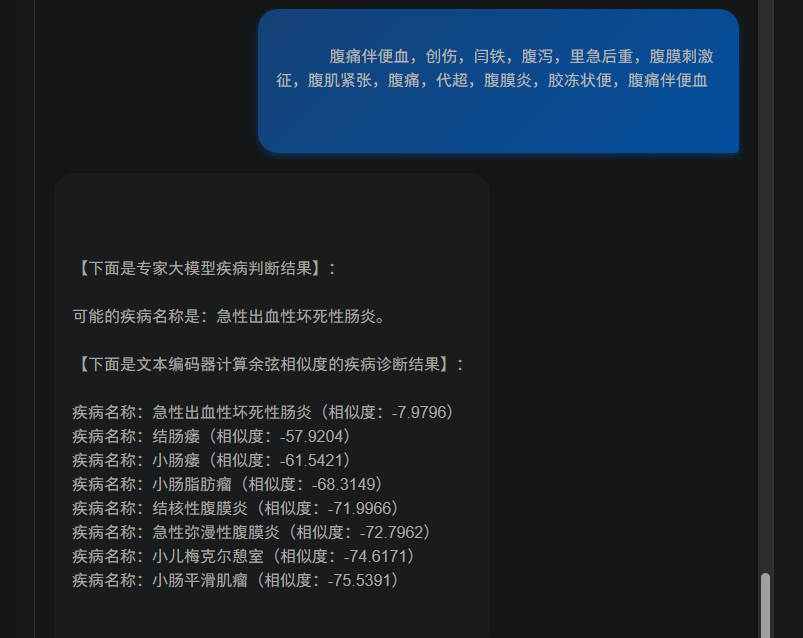 腹痛伴便血，创伤，闫铁，腹泻，里急后重，腹膜刺激
征，腹肌紧张，腹痛，代超，腹膜炎，胶冻状便，腹痛伴便血
【下面是专家大模型疾病判断结果】：
可能的疾病名称是：急性出血性坏死性肠炎。
【下面是文本编码器计算余弦相似度的疾病诊断结果】：
疾病名称：急性出血性坏死性肠炎（相似度：-7.9796）
疾病名称：结肠瘘（相似度：-57.9204）
疾病名称：小肠瘘（相似度：-61.5421）
疾病名称：小肠脂肪瘤（相似度：-68.3149）
疾病名称：结核性腹膜炎（相似度：-71.9966）
疾病名称：急性弥漫性腹膜炎（相似度：-72.7962）
疾病名称：小儿梅克尔憩室（相似度：-74.6171）
疾病名称：小肠平滑肌瘤（相似度：-75.5391）